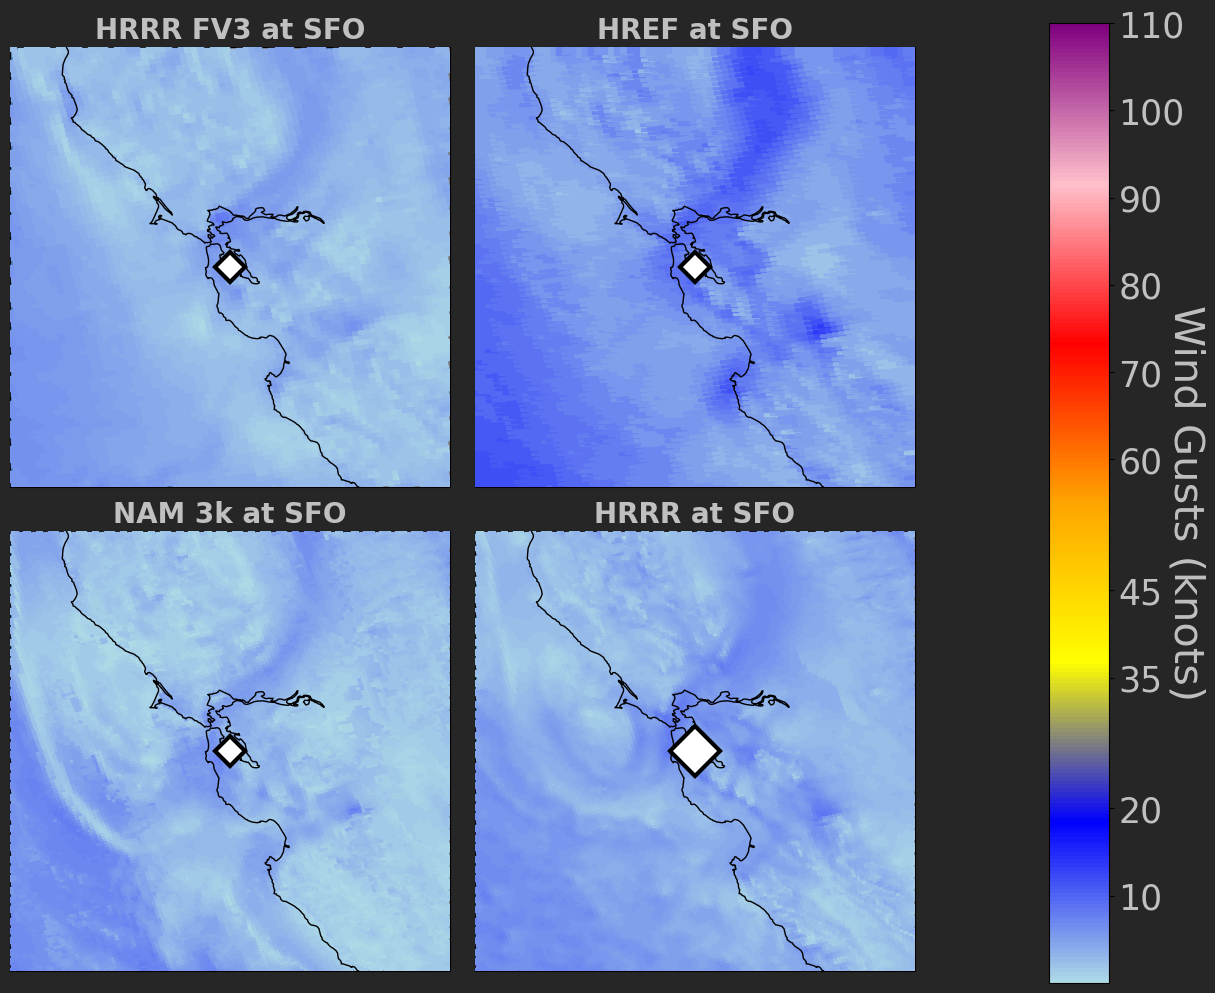 HRRR FV3 at SFO
HREF at SFO
NAM 3k at SFO
HRRR at SFO
110
100
90
80
70
60
45
35
20
10
Wind Gusts (knots)